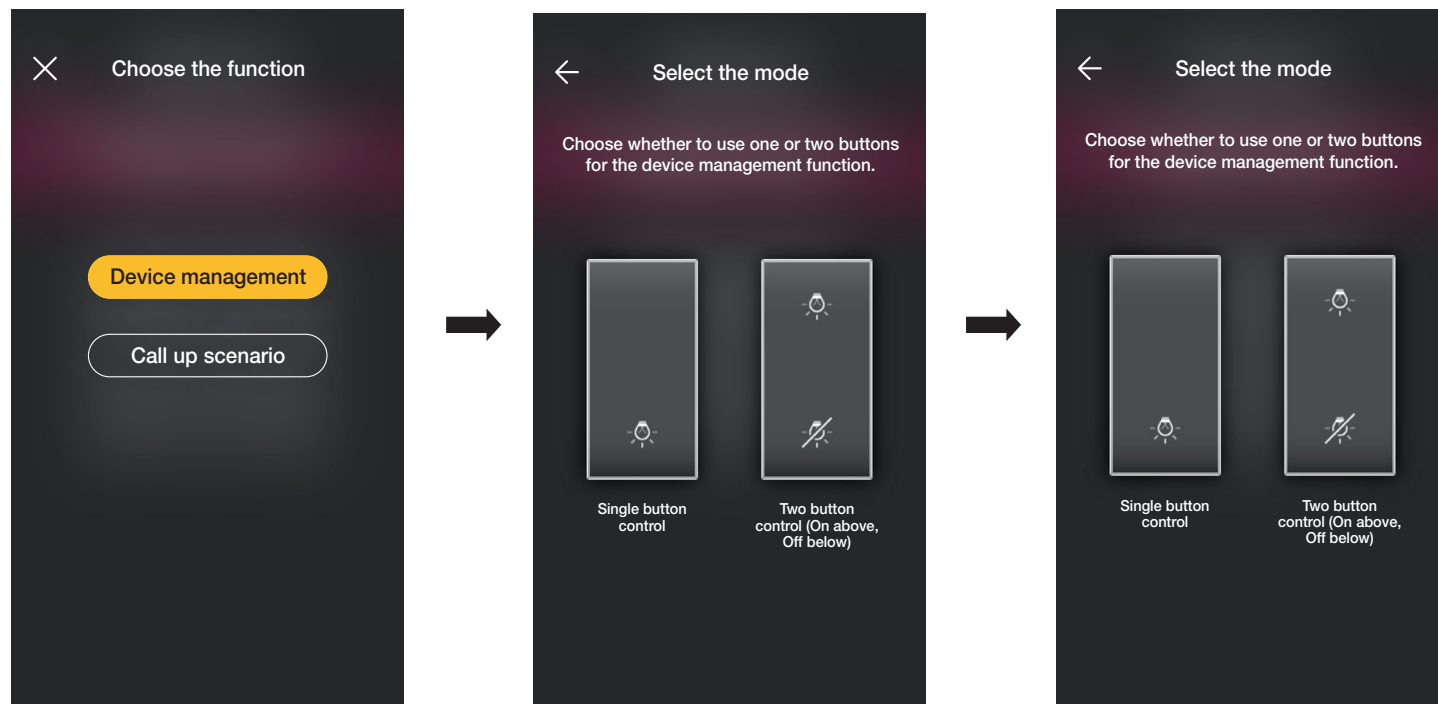 Choose the function
Device management
Call up scenario
Select the mode
Choose whether to use one or two buttons
for the device management function.
Single button
control
Two button
control (On above,
Off below)
Select the mode
Choose whether to use one or two buttons
for the device management function.
Single button
control
Two button
control (On above,
Off below)